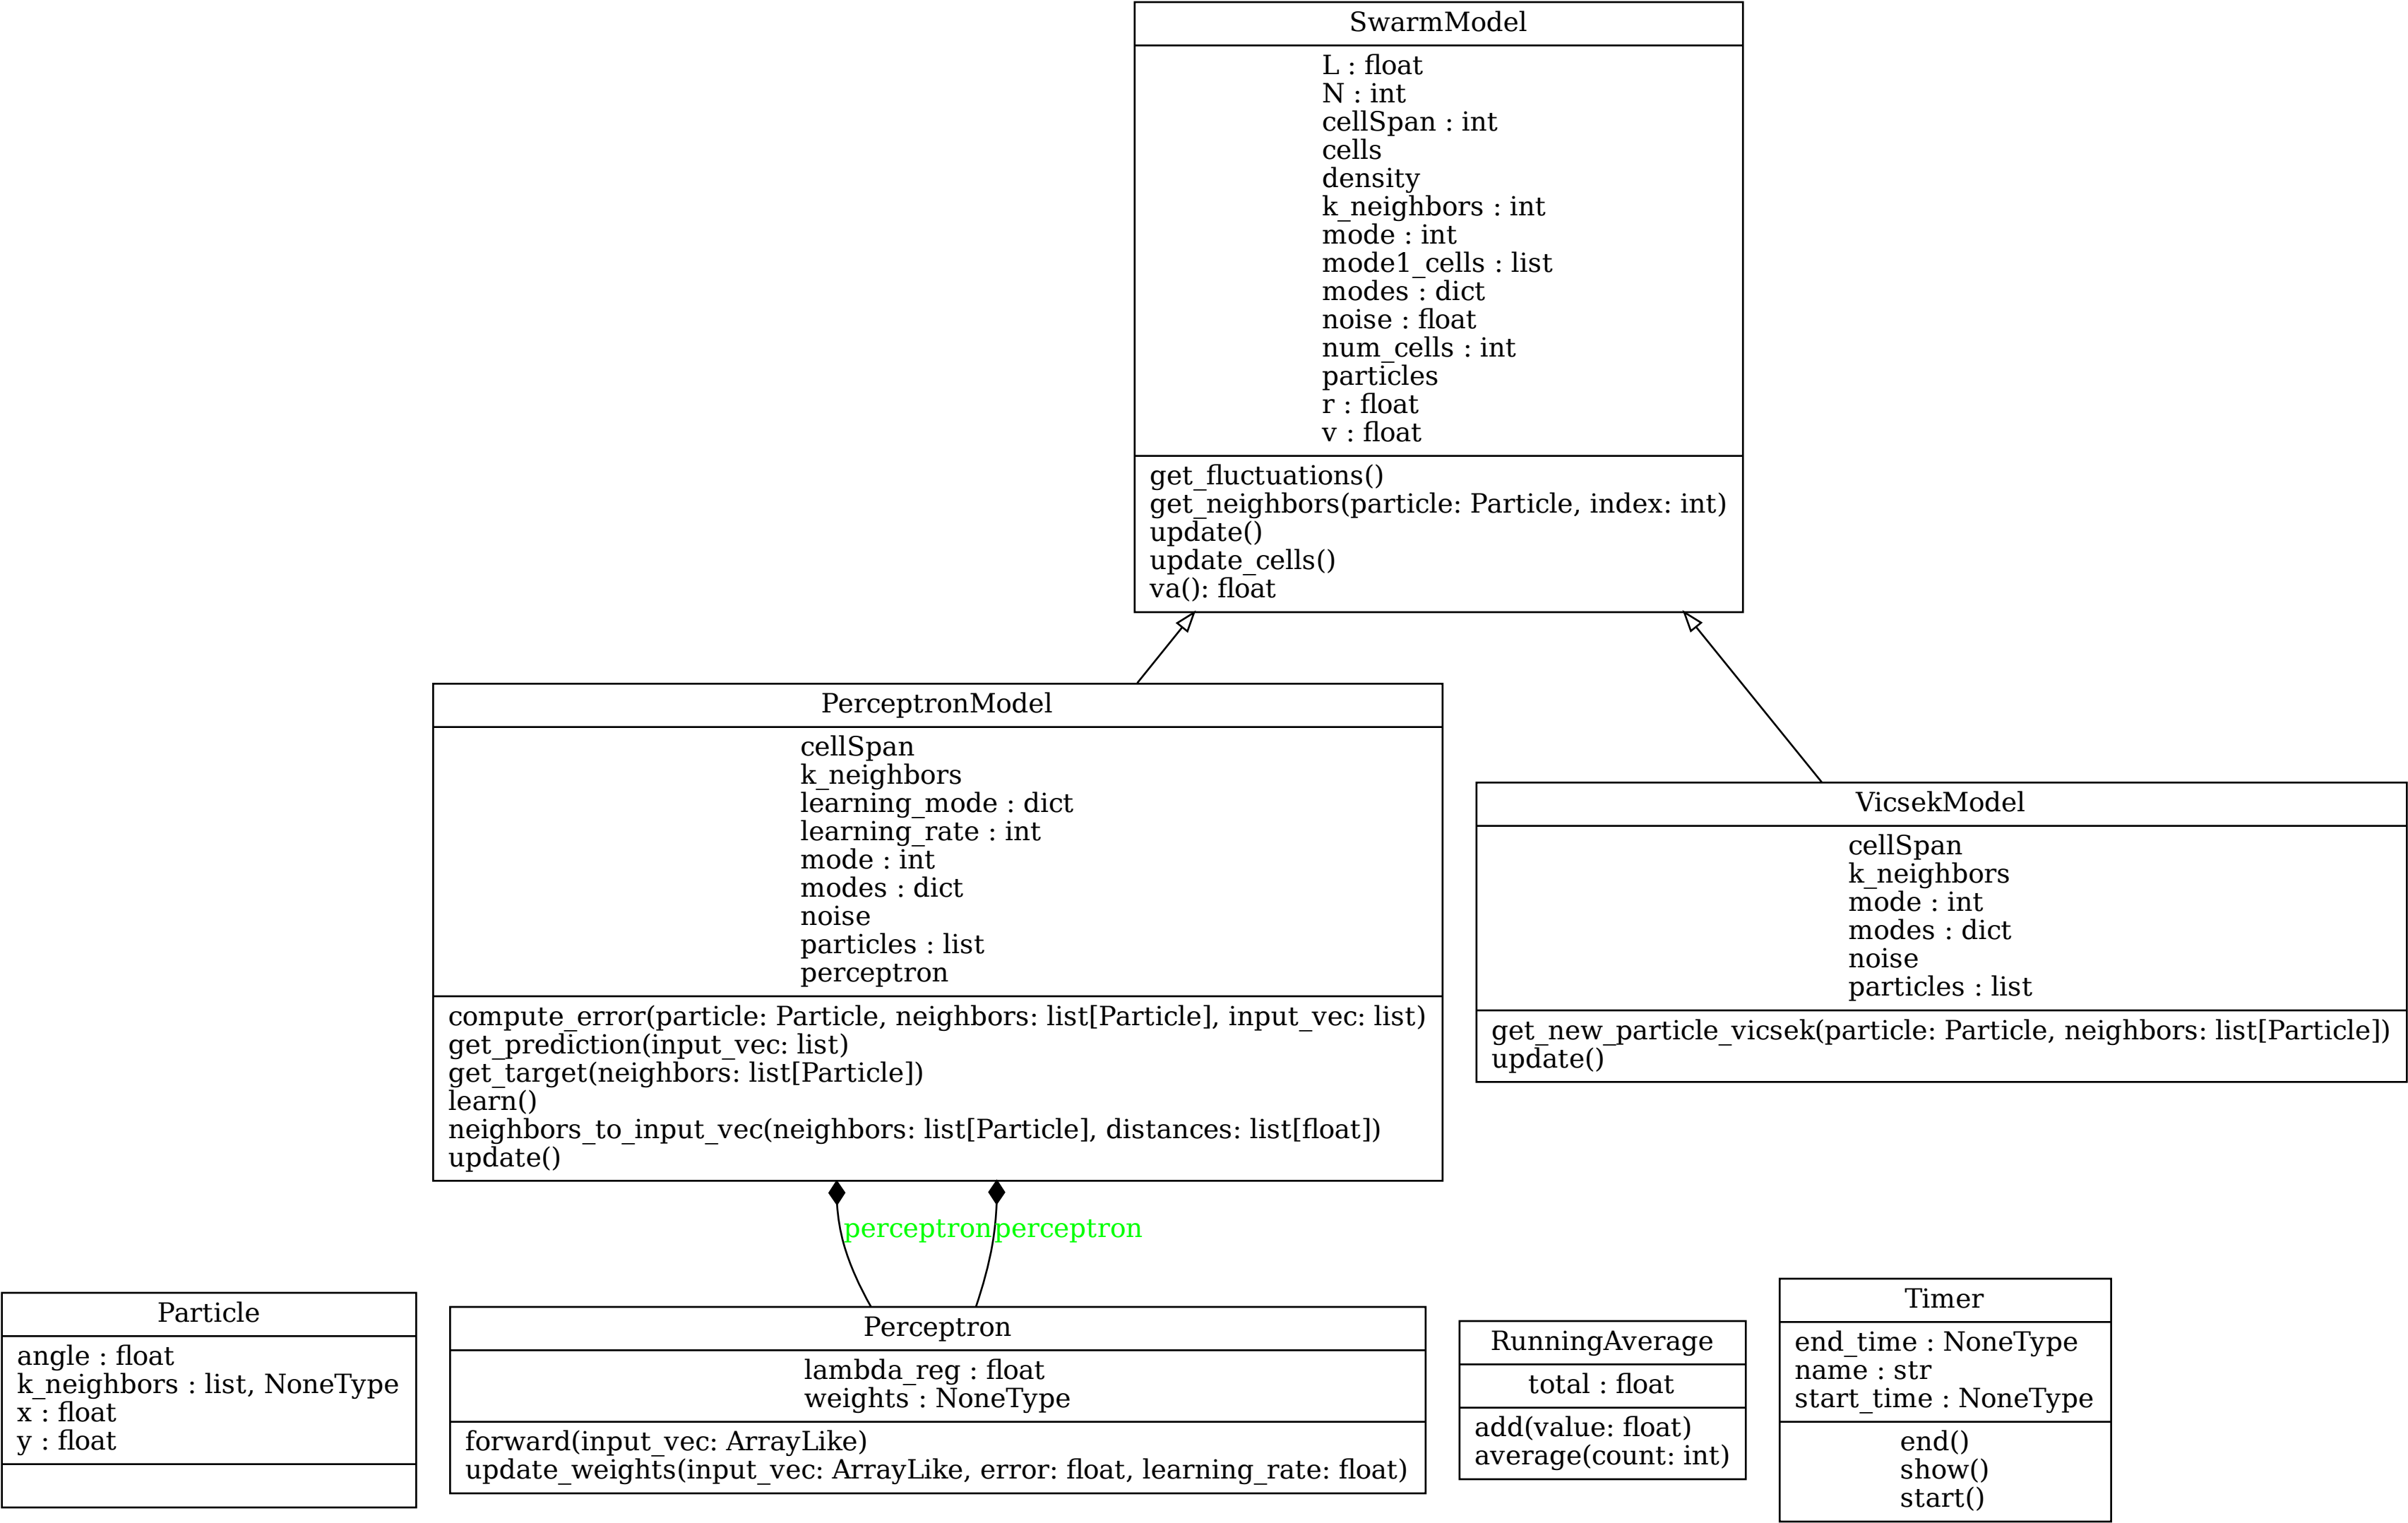 SwarmModel
L : float
N : int
cellSpan : int
cells
density
k_neighbors : int
mode : int
mode1_cells : list
modes : dict
noise : float
num_cells : int
particles
r : float
v : float
get_fluctuations()
get_neighbors(particle: Particle, index: int)
update()
update_cells()
va(): float
PerceptronModel
cellSpan
k_neighbors
learning_mode : dict
learning_rate : int
mode : int
modes : dict
noise
particles : list
perceptron
compute_error(particle: Particle, neighbors: list[Particle], input_vec: list)
get_prediction(input_vec: list)
get_target(neighbors: list[Particle])
learn()
neighbors_to_input_vec(neighbors: list[Particle], distances: list[float])
update()
VicsekModel
cellSpan
k_neighbors
mode : int
modes : dict
noise
particles : list
get_new_particle_vicsek(particle: Particle, neighbors: list[Particle])
update()
perceptron
perceptron
Particle
angle : float
k_neighbors : list, NoneType
x : float
y : float
Perceptron
lambda_reg : float
weights : NoneType
forward(input_vec: ArrayLike)
update_weights(input_vec: ArrayLike, error: float, learning_rate: float)
RunningAverage
total : float
add(value: float)
average(count: int)
Timer
end_time : NoneType
name : str
start_time : NoneType
end()
show()
start()